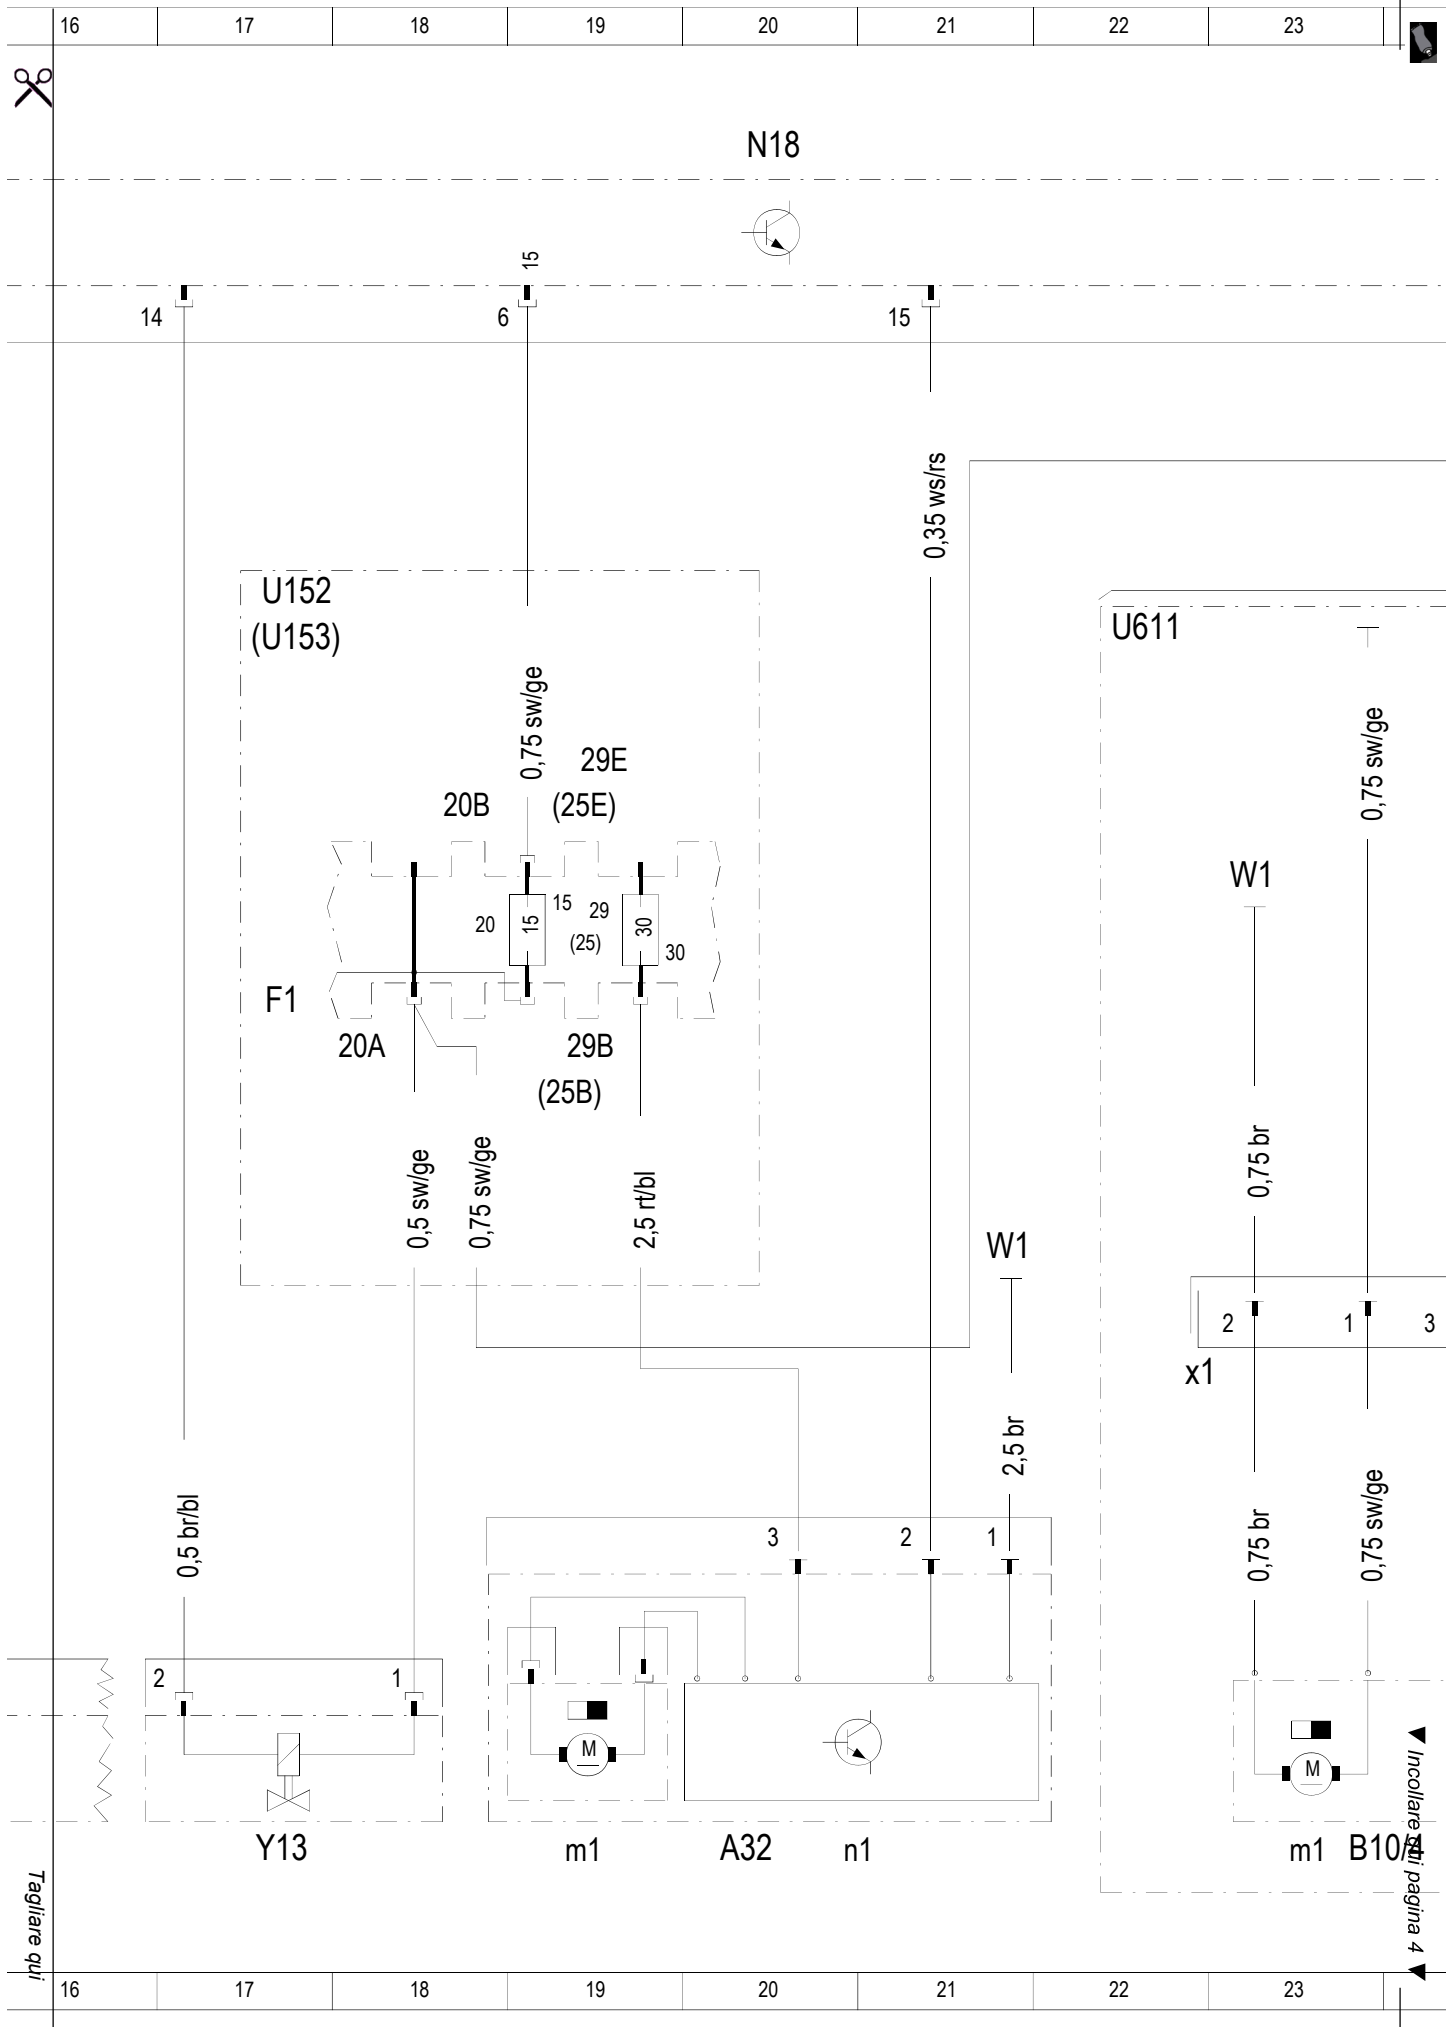 16 17 18 19 20 21 22 23
N18
15
14 6 15
0,35 ws/rs
U152
(U153)
U611
0,75 sw/ge
0,75 sw/ge
29E
20B (25E)
W1
20 15 15 29 30
(25) 30
F1
20A 29B
(25B)
0,5 sw/ge
0,75 sw/ge
2,5 rt/bl
0,75 br
W1
2 1 3
x1
2,5 br
0,5 br/bl
0,75 br
0,75 sw/ge
3 2 1
2 1
M
M
Y13 m1 A32 n1 m1 B10/4
Incollare qui pagina 4
Tagliare qui
16 17 18 19 20 21 22 23